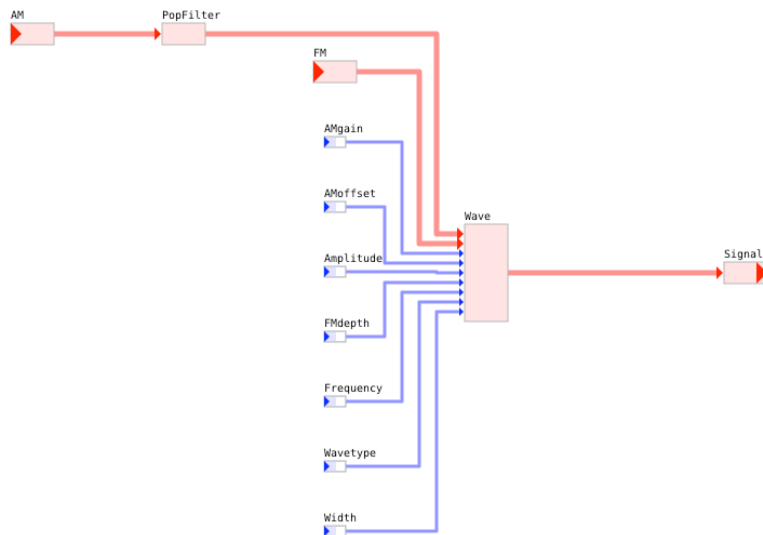 AM
PopFilter
FM
AMgain
AMoffset
Wave
Amplitude
Signal
FMdepth
Frequency
Wavetype
Width